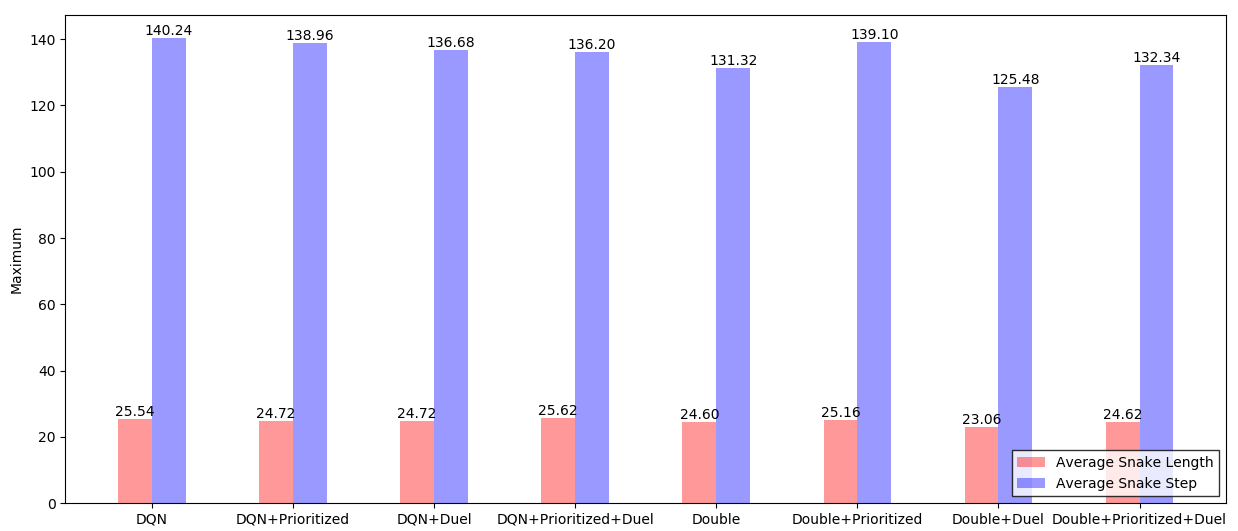 Maximum
140
120
100
80
60
40
20
0
140.24
138.96
136.68
136.20
131.32
139.10
125.48
132.34
25.54
24.72
24.72
25.62
24.60
25.16
23.06
24.62
Average Snake Length
Average Snake Step
DQN
DQN+Prioritized
DQN+Duel
DQN+Prioritized+Duel
Double
Double+Prioritized
Double+Duel
Double+Prioritized+Duel